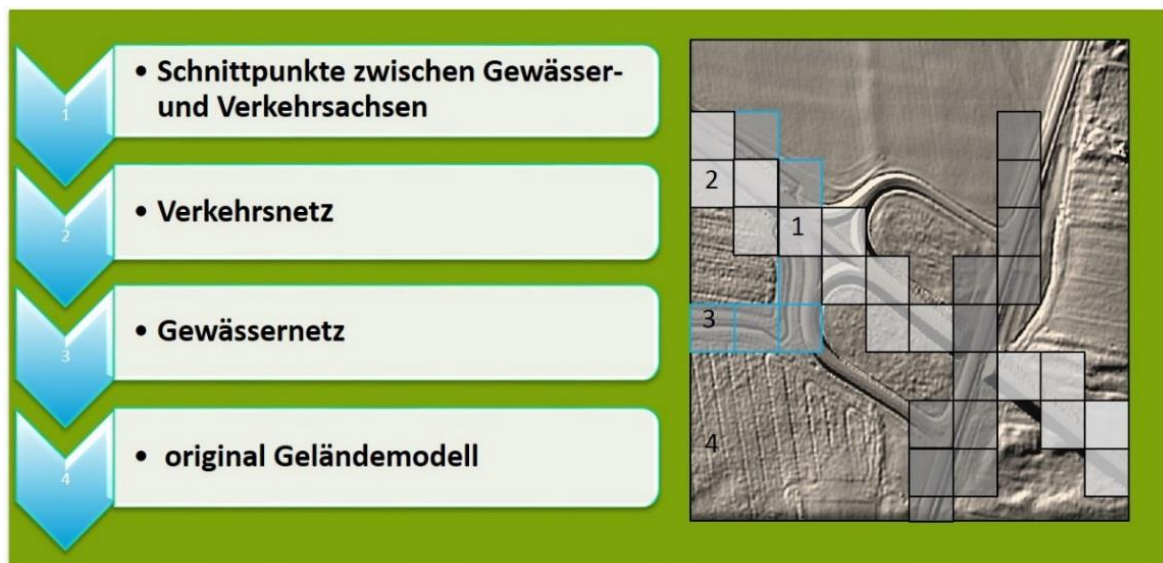 1
• Schnittpunkte zwischen Gewässer-
und Verkehrsachsen
2
• Verkehrsnetz
3
• Gewässernetz
4
• original Geländemodell
2
1
3
4